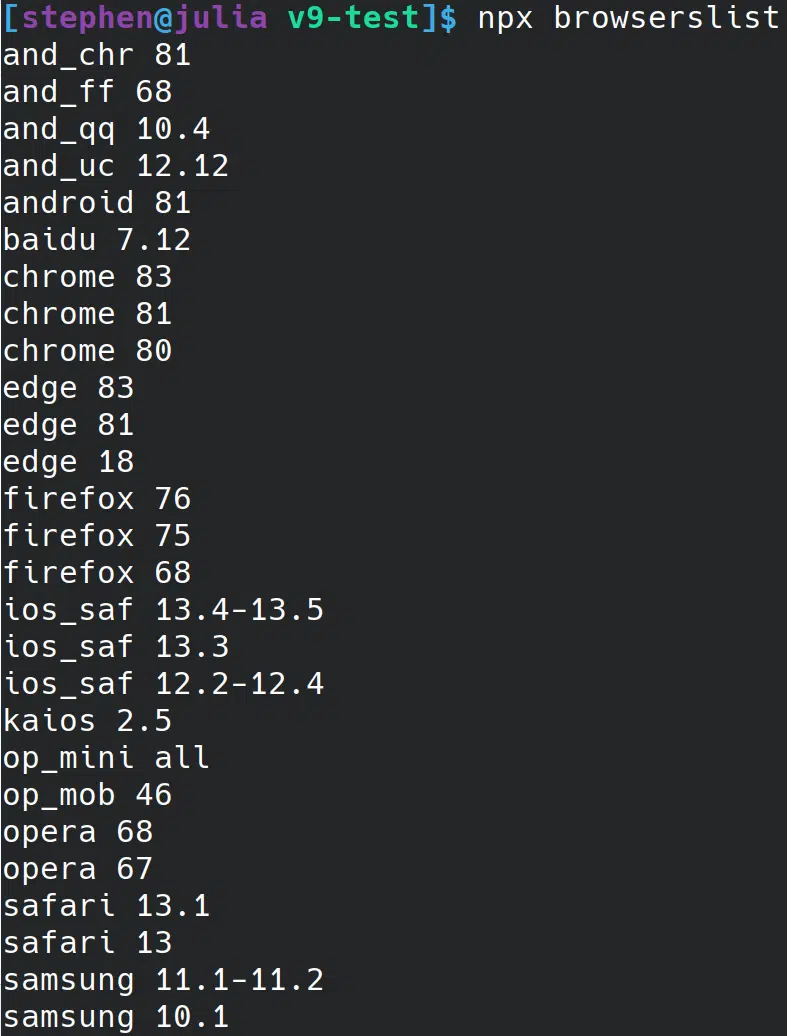 [stephen@julia v9-test]$ npx browserslist
and_chr 81
and_ff 68
and_qq 10.4
and_uc 12.12
android 81
baidu 7.12
chrome 83
chrome 81
chrome 80
edge 83
edge 81
edge 18
firefox 76
firefox 75
firefox 68
ios_saf 13.4-13.5
ios_saf 13.3
ios_saf 12.2-12.4
kaios 2.5
op_mini all
op_mob 46
opera 68
opera 67
safari 13.1
safari 13
samsung 11.1-11.2
samsung 10.1